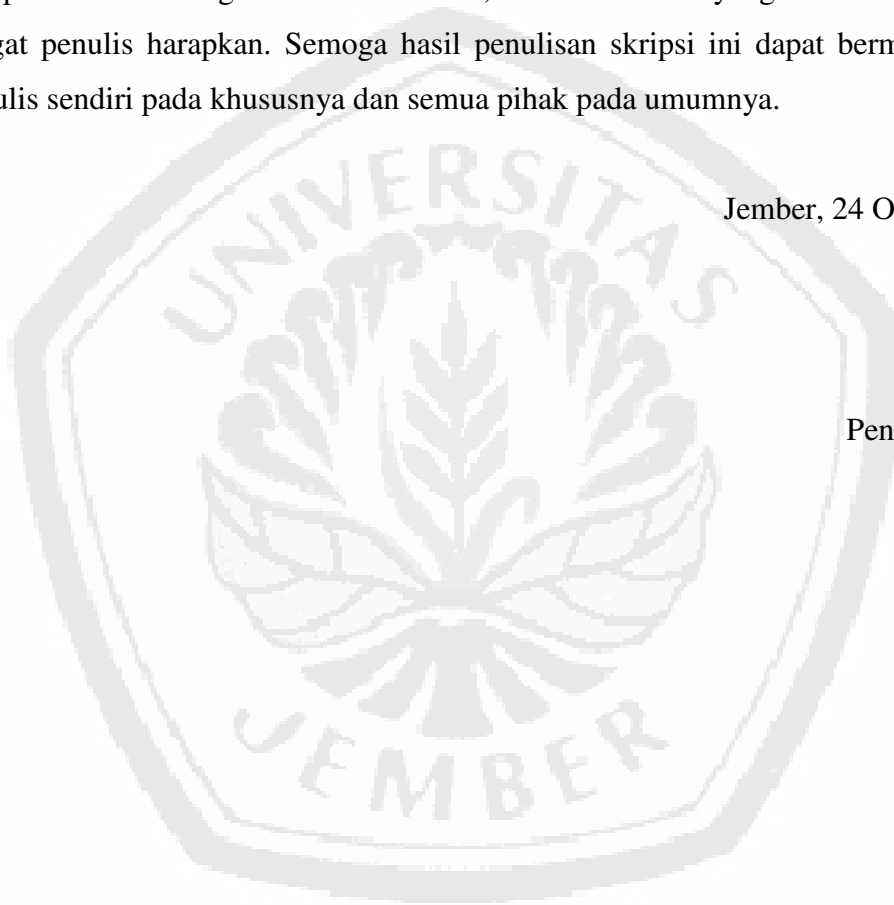 gat penulis harapkan. Semoga hasil penulisan skripsi ini dapat berm
ulis sendiri pada khususnya dan semua pihak pada umumnya.
UNIVERSITAS
Jember, 24 O
Pen
JEMBER